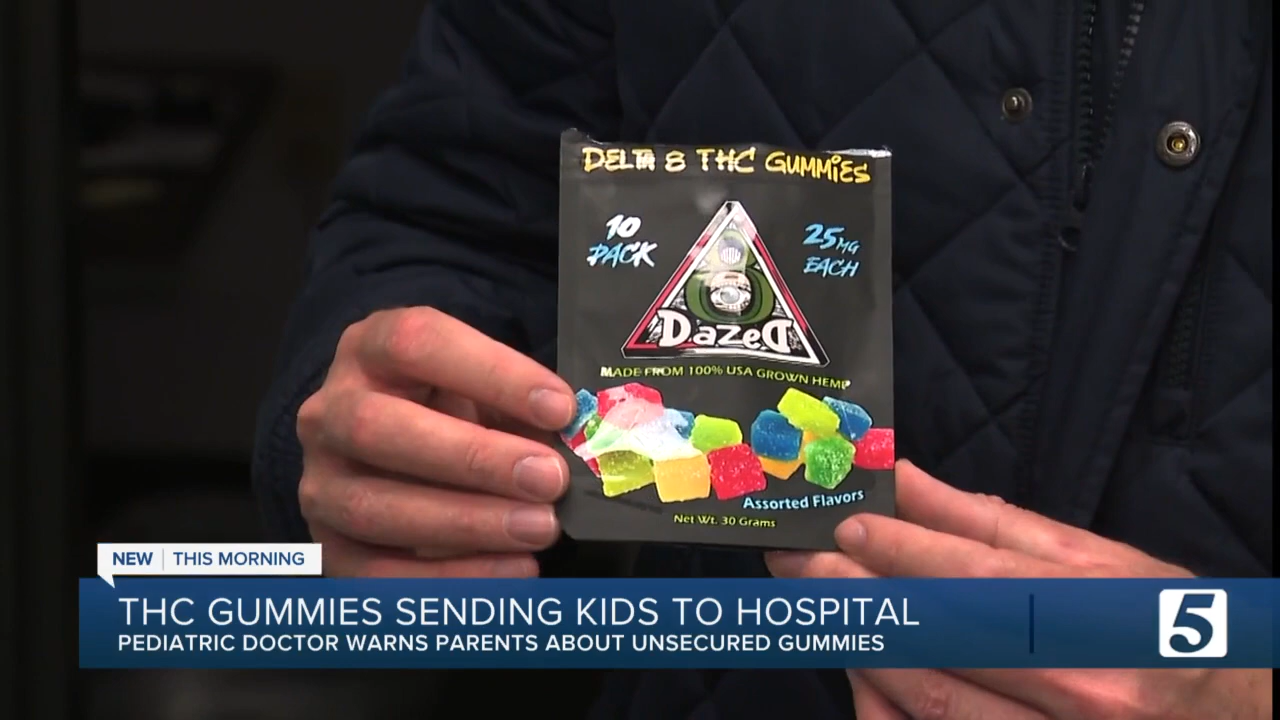 DELTA 8 THC GUMMIES
10
PACK
25MG
EACH
8
DazeD
MADE FROM 100% USA GROWN HEMP
Assorted Flavors
Net Wt. 30 Grams
NEW | THIS MORNING
THC GUMMIES SENDING KIDS TO HOSPITAL
PEDIATRIC DOCTOR WARNS PARENTS ABOUT UNSECURED GUMMIES
5